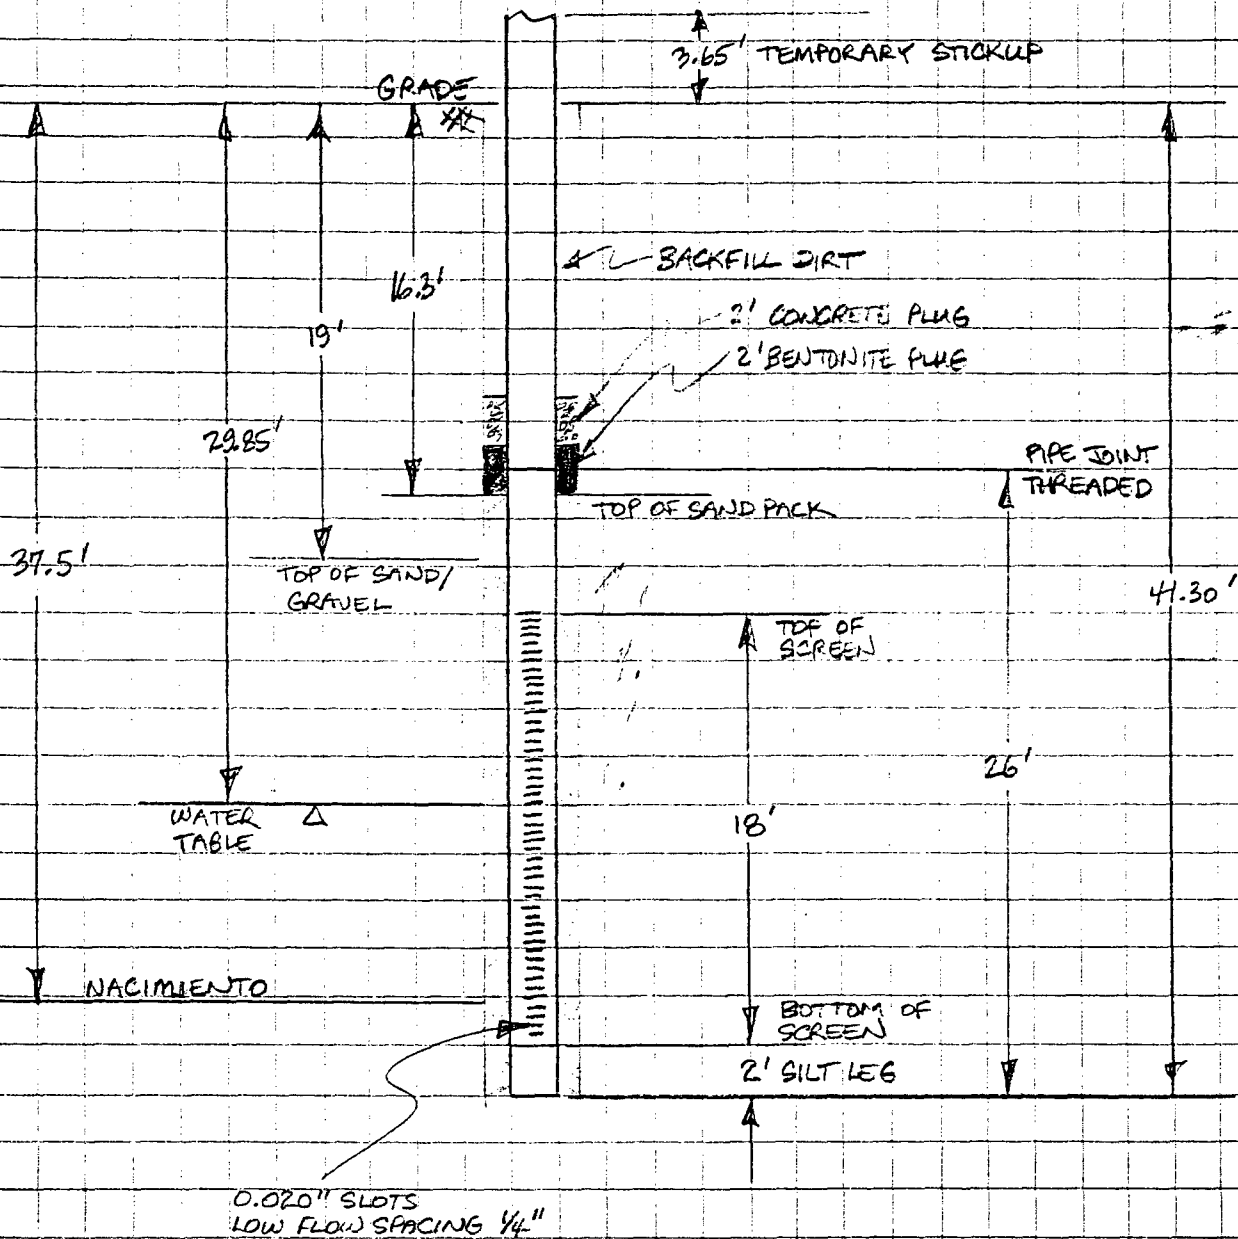 3.65' TEMPORARY STICKUP
GRADE
BACKFILL DIRT
16.3'
2' CONCRETE PLUG
19'
2' BENTONITE PLUG
29.85'
PIPE JOINT
THREADED
TOP OF SAND PACK
37.5'
TOP OF SAND/
GRAVEL
41.30'
TOP OF
SCREEN
26'
WATER
TABLE
18'
NACIMIENTO
BOTTOM OF
SCREEN
2' SILT LEG
0.020" SLOTS
LOW FLOW SPACING 1/4"